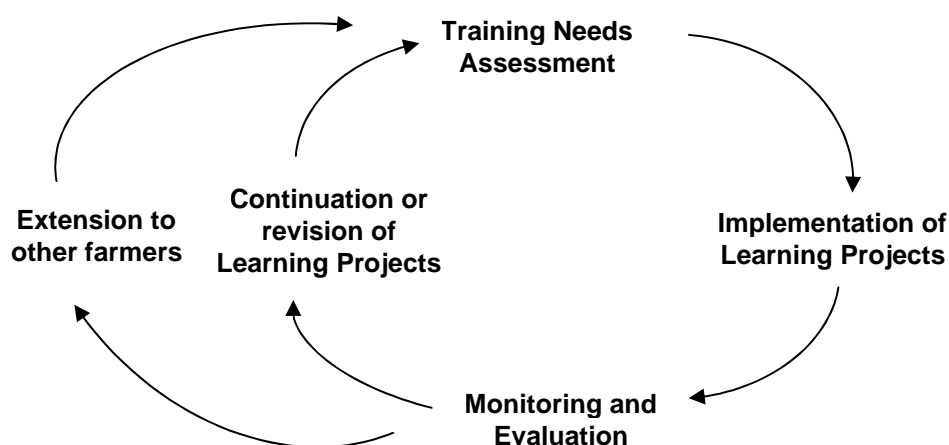 Training Needs
Assessment
Implementation of
Learning Projects
Monitoring and
Evaluation
Continuation or
revision of
Learning Projects
Extension to
other farmers